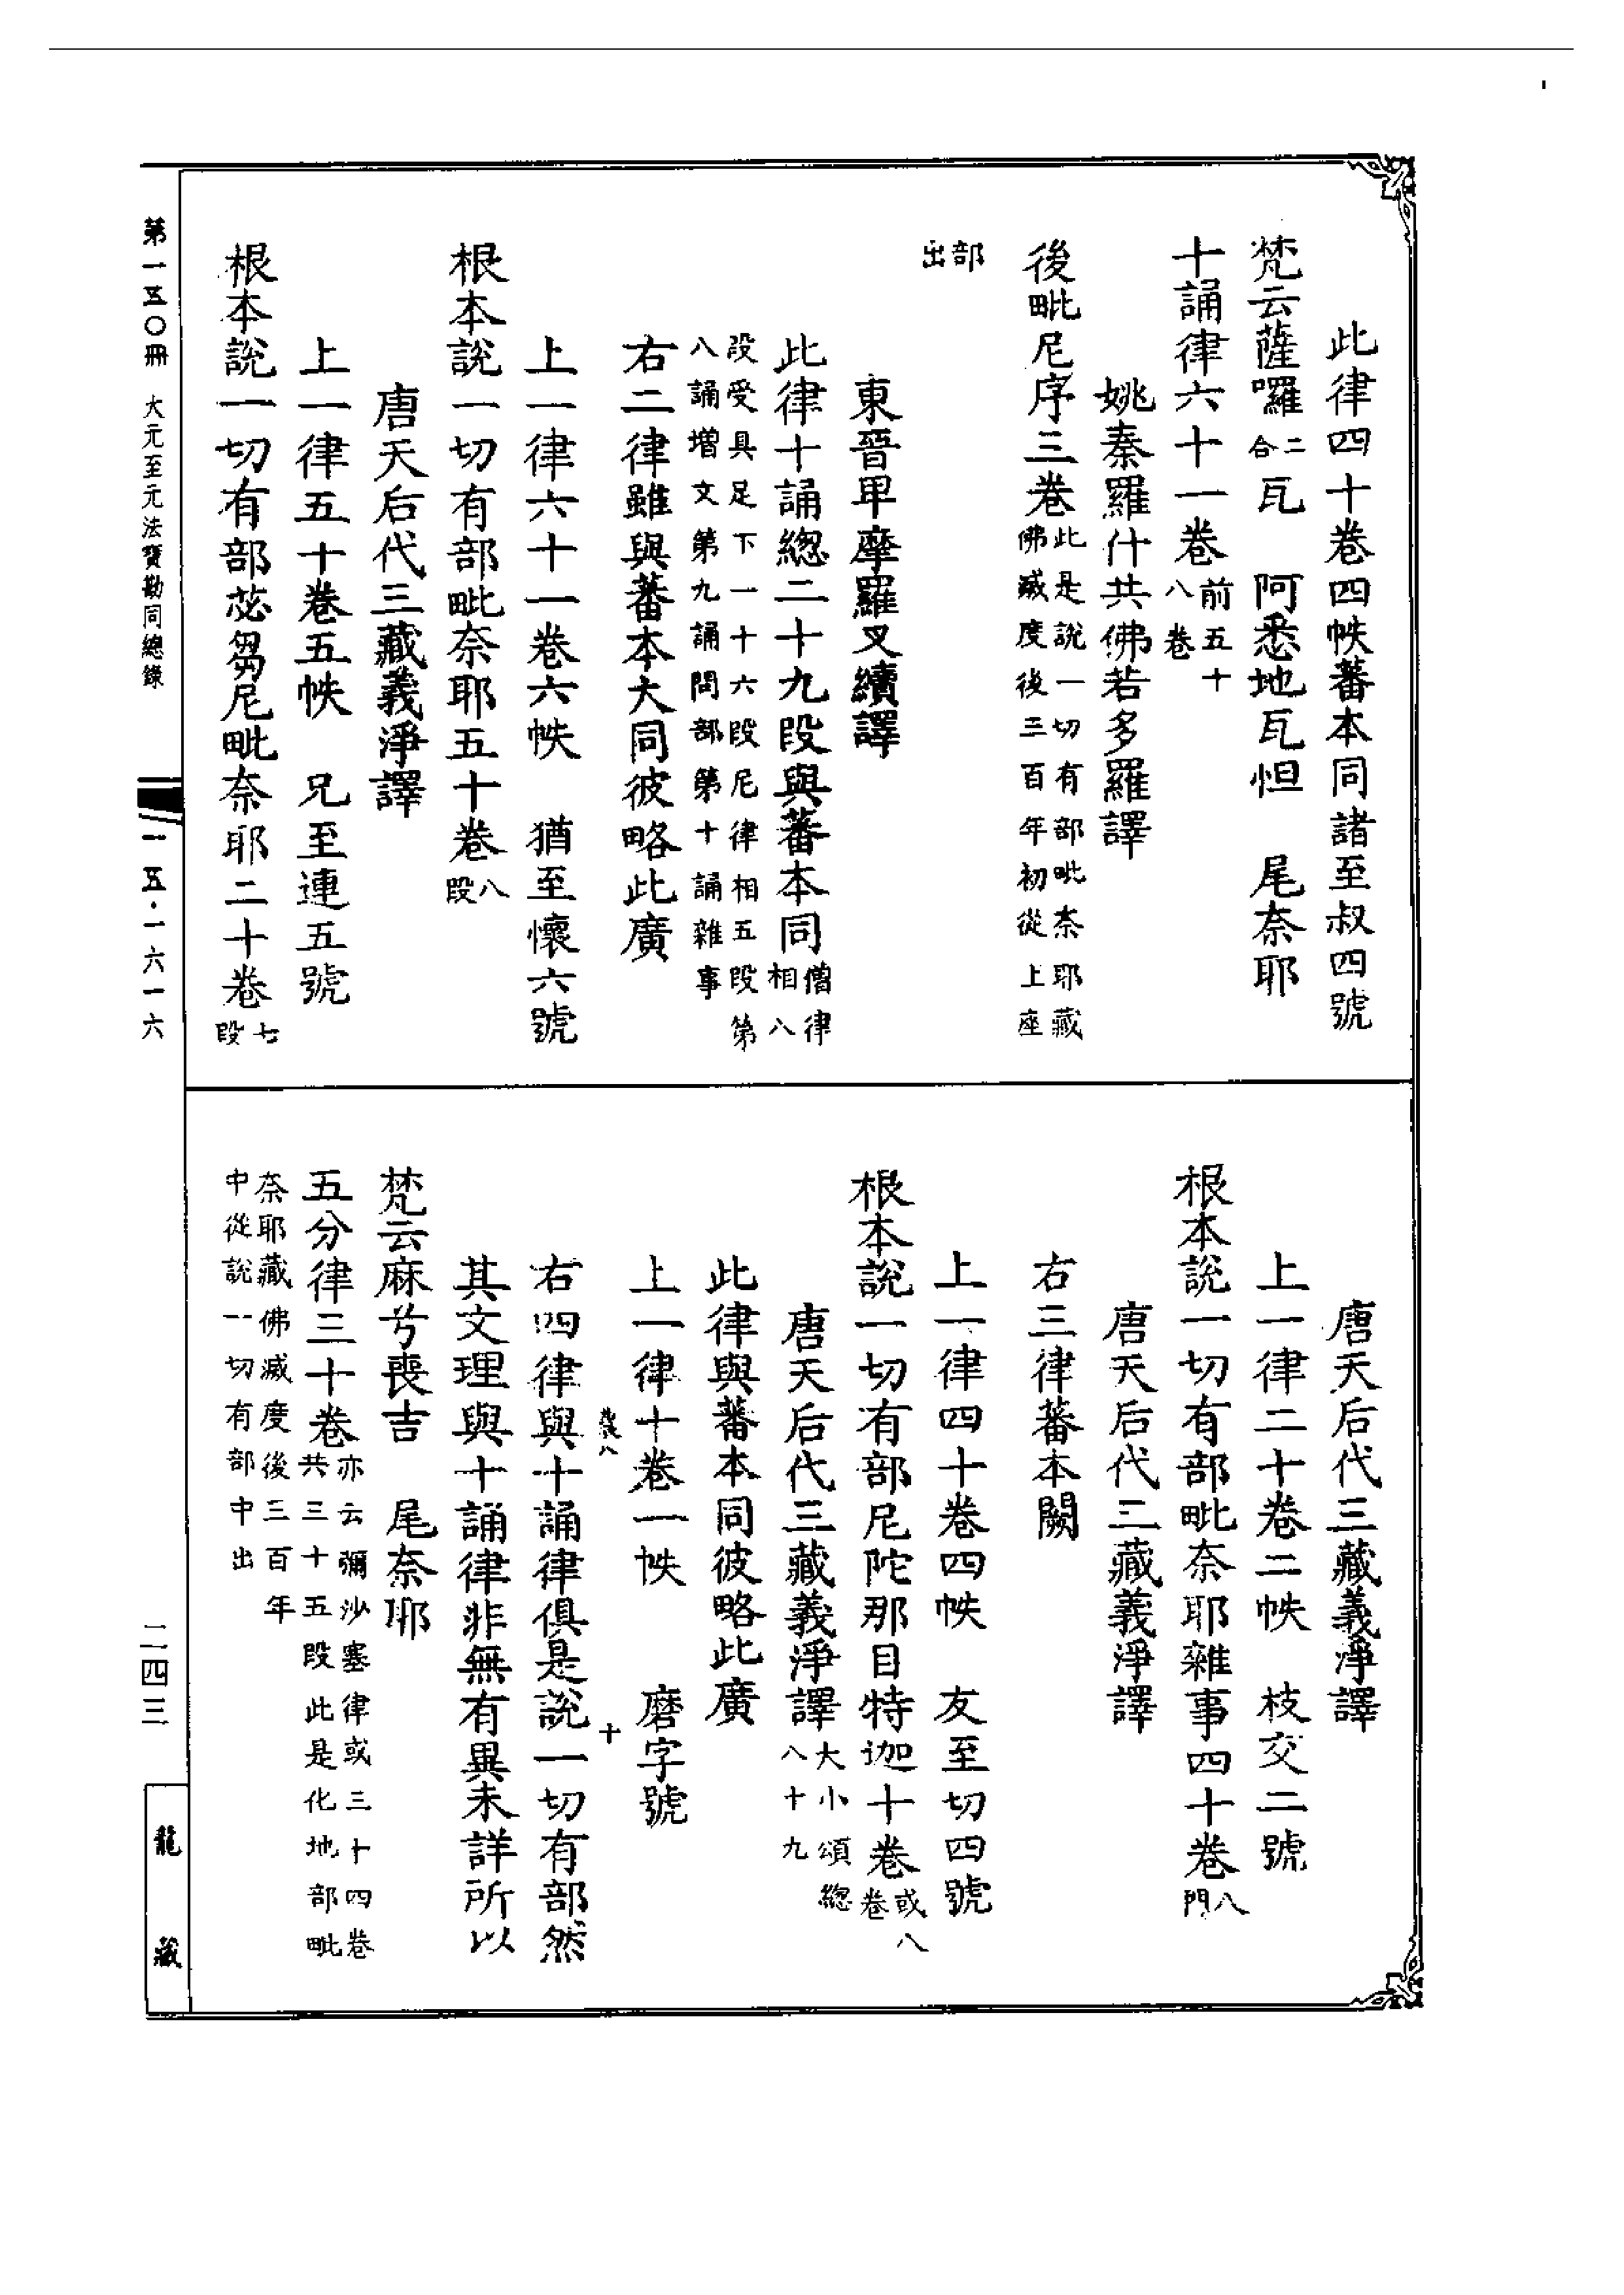 此律四十卷四帙蕃本同諸至叔四號
梵云薩囉二合瓦 阿悉地瓦怛 尾奈耶
十誦律六十一卷前五十八卷
姚秦羅什共佛若多羅譯
後毗尼序三卷此是說一切有部毗奈耶藏佛滅度後三百年初從上座
部出
東晉卑摩羅叉續譯
此律十誦總二十九段與蕃本同僧律相八
段受具足下一十六段尼律相五段第八誦增文第九誦問部第十誦雜事
右二律雖與蕃本大同彼略此廣
上一律六十一卷六帙 猶至懷六號
根本說一切有部毗奈耶五十卷八段
唐天后代三藏義淨譯
上一律五十卷五帙 兄至連五號
根本說一切有部苾芻尼毗奈耶二十卷七段
唐天后代三藏義淨譯
上一律二十卷二帙 枝交二號
根本說一切有部毗奈耶雜事四十卷八門
唐天后代三藏義淨譯
右三律蕃本闕
上一律四十卷四帙 友至切四號
根本說一切有部尼陀那目特迦十卷或八卷
唐天后代三藏義淨譯大小頌總八十九
此律與蕃本同彼略此廣
上一律十卷一帙 磨字號
十
右四律與十誦律俱是說一切有部然
其文理與十誦律非無有異未詳所以
梵云麻兮喪吉 尾奈耶
五分律三十卷亦云彌沙塞律或三十四卷共三十五段此是化地部毗
奈耶藏佛滅度後三百年中從說一切有部中出
第一五〇冊 大元至元法寶勘同總錄
一五·一六一六
二四三
龍藏